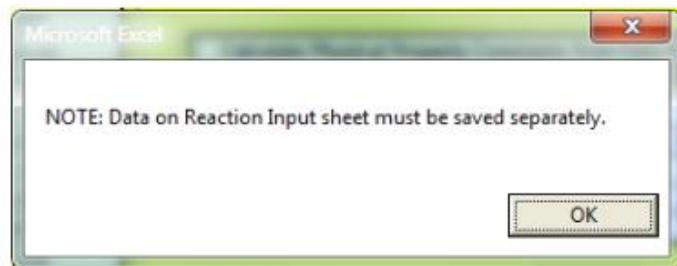 Microsoft Excel
NOTE: Data on Reaction Input sheet must be saved separately.
OK